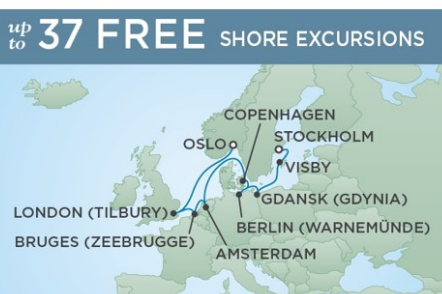 up to 37 FREE SHORE EXCURSIONS
COPENHAGEN
OSLO
STOCKHOLM
VISBY
GDANSK (GDYNIA)
LONDON (TILBURY)
BERLIN (WARNEMÜNDE)
BRUGES (ZEEBRUGGE)
AMSTERDAM